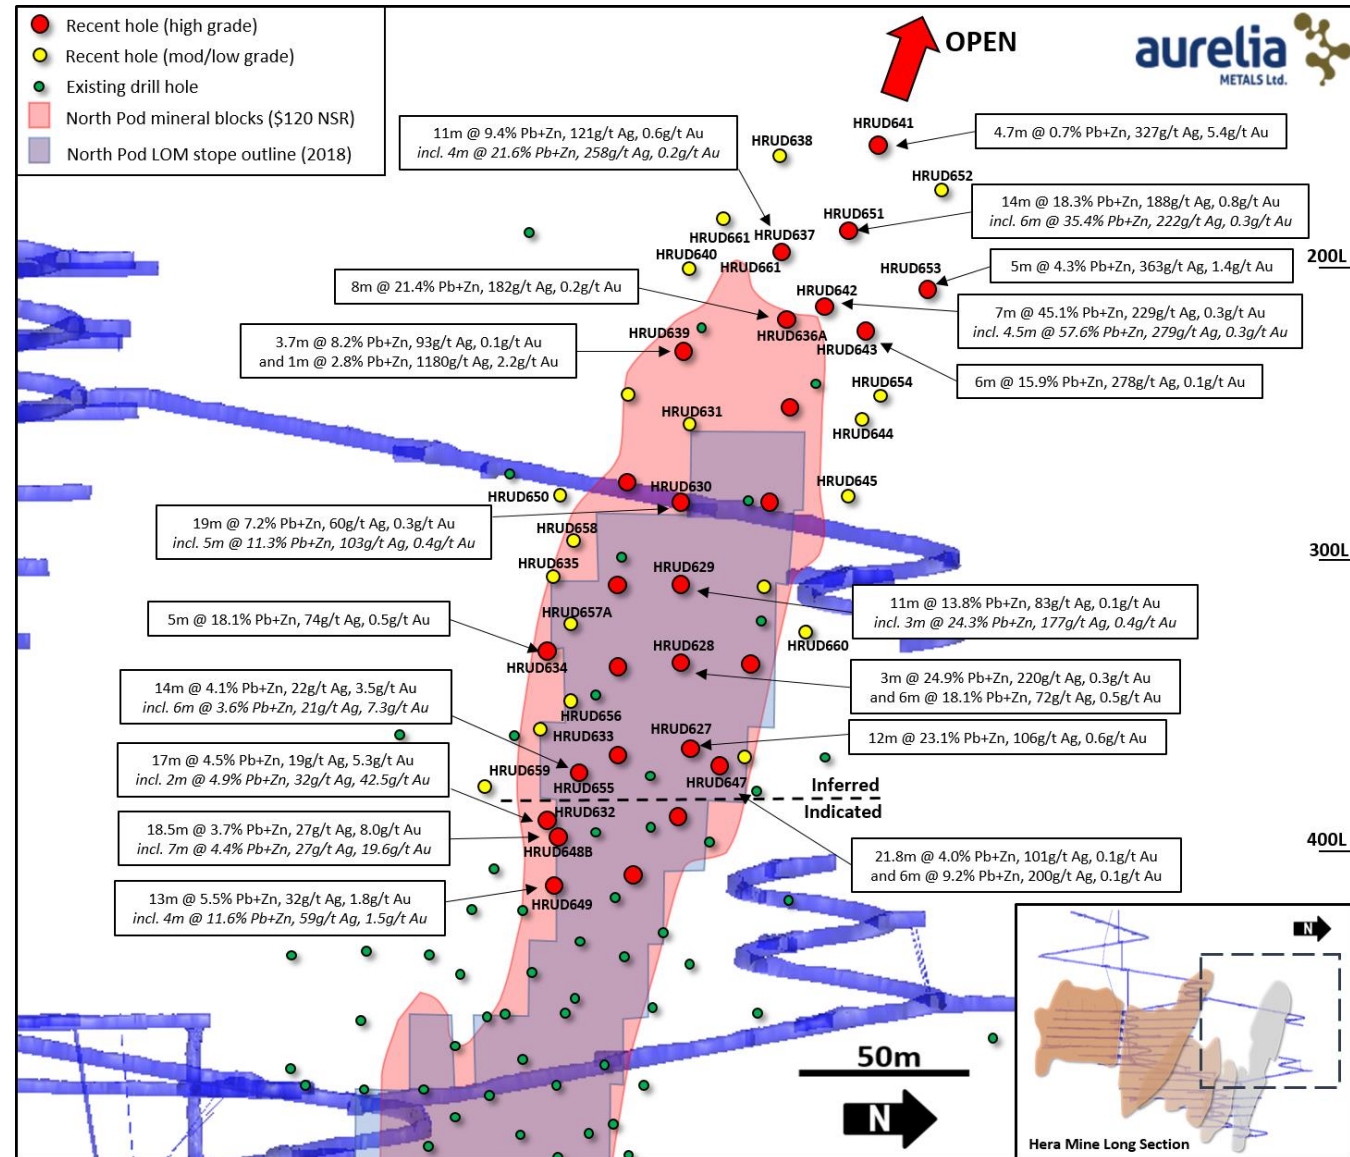 Recent hole (high grade)
Recent hole (mod/low grade)
Existing drill hole
North Pod mineral blocks ($120 NSR)
North Pod LOM stope outline (2018)
OPEN
aurelia
METALS Ltd.
HRUD641
4.7m @ 0.7% Pb+Zn, 327g/t Ag, 5.4g/t Au
11m @ 9.4% Pb+Zn, 121g/t Ag, 0.6g/t Au
incl. 4m @ 21.6% Pb+Zn, 258g/t Ag, 0.2g/t Au
HRUD638
HRUD652
14m @ 18.3% Pb+Zn, 188g/t Ag, 0.8g/t Au
incl. 6m @ 35.4% Pb+Zn, 222g/t Ag, 0.3g/t Au
HRUD651
HRUD661
HRUD637
HRUD640
HRUD661
200L
HRUD653
5m @ 4.3% Pb+Zn, 363g/t Ag, 1.4g/t Au
8m @ 21.4% Pb+Zn, 182g/t Ag, 0.2g/t Au
HRUD642
7m @ 45.1% Pb+Zn, 229g/t Ag, 0.3g/t Au
incl. 4.5m @ 57.6% Pb+Zn, 279g/t Ag, 0.3g/t Au
HRUD639
HRUD636A
HRUD643
3.7m @ 8.2% Pb+Zn, 93g/t Ag, 0.1g/t Au
and 1m @ 2.8% Pb+Zn, 1180g/t Ag, 2.2g/t Au
6m @ 15.9% Pb+Zn, 278g/t Ag, 0.1g/t Au
HRUD654
HRUD631
HRUD644
HRUD630
HRUD645
HRUD650
19m @ 7.2% Pb+Zn, 60g/t Ag, 0.3g/t Au
incl. 5m @ 11.3% Pb+Zn, 103g/t Ag, 0.4g/t Au
HRUD658
300L
HRUD635
HRUD629
11m @ 13.8% Pb+Zn, 83g/t Ag, 0.1g/t Au
incl. 3m @ 24.3% Pb+Zn, 177g/t Ag, 0.4g/t Au
5m @ 18.1% Pb+Zn, 74g/t Ag, 0.5g/t Au
HRUD657A
HRUD660
HRUD634
HRUD628
3m @ 24.9% Pb+Zn, 220g/t Ag, 0.3g/t Au
and 6m @ 18.1% Pb+Zn, 72g/t Ag, 0.5g/t Au
14m @ 4.1% Pb+Zn, 22g/t Ag, 3.5g/t Au
incl. 6m @ 3.6% Pb+Zn, 21g/t Ag, 7.3g/t Au
HRUD656
HRUD633
HRUD627
12m @ 23.1% Pb+Zn, 106g/t Ag, 0.6g/t Au
17m @ 4.5% Pb+Zn, 19g/t Ag, 5.3g/t Au
incl. 2m @ 4.9% Pb+Zn, 32g/t Ag, 42.5g/t Au
HRUD659
HRUD655
HRUD647
Inferred
Indicated
HRUD632
18.5m @ 3.7% Pb+Zn, 27g/t Ag, 8.0g/t Au
incl. 7m @ 4.4% Pb+Zn, 27g/t Ag, 19.6g/t Au
HRUD648B
400L
21.8m @ 4.0% Pb+Zn, 101g/t Ag, 0.1g/t Au
and 6m @ 9.2% Pb+Zn, 200g/t Ag, 0.1g/t Au
13m @ 5.5% Pb+Zn, 32g/t Ag, 1.8g/t Au
incl. 4m @ 11.6% Pb+Zn, 59g/t Ag, 1.5g/t Au
HRUD649
50m
N
N
Hera Mine Long Section